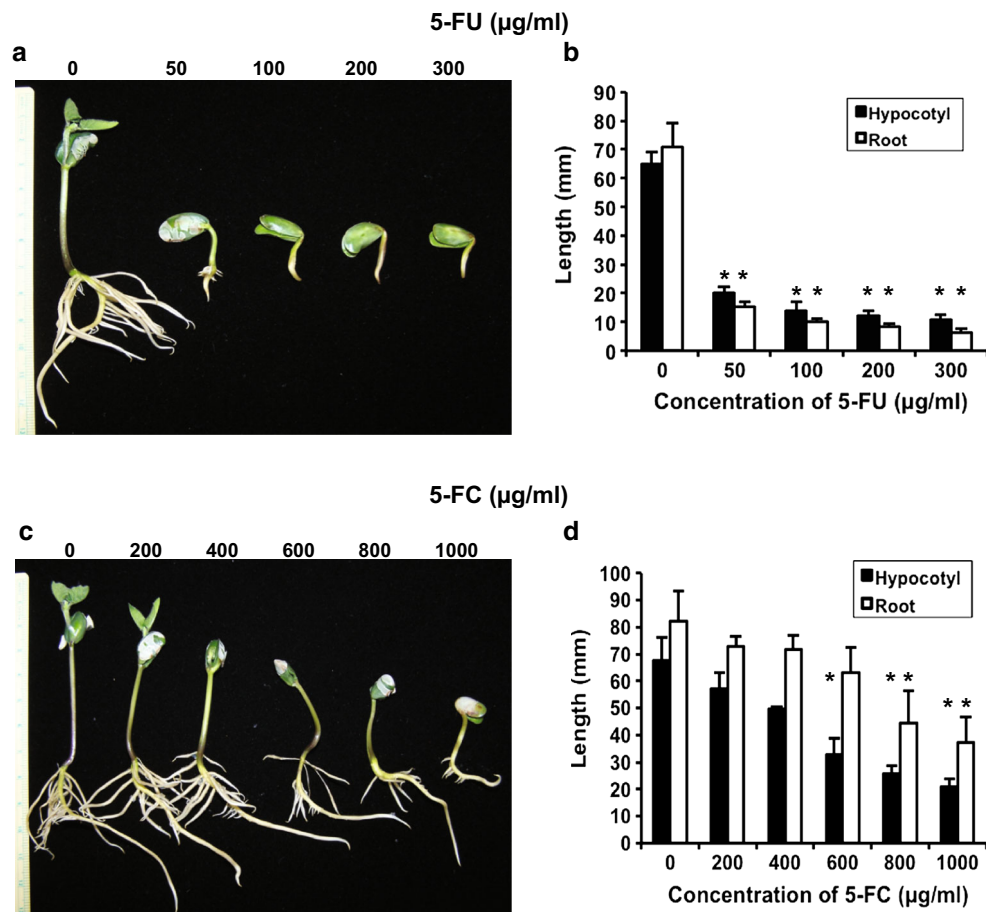 5-FU (µg/ml)
a
0 50 100 200 300
b
90
80
70
60
50
40
30
20
10
0
Length (mm)
Hypocotyl
Root
* * * * * * * *
0 50 100 200 300
Concentration of 5-FU (µg/ml)
5-FC (µg/ml)
c
0 200 400 600 800 1000
d
100
90
80
70
60
50
40
30
20
10
0
Length (mm)
Hypocotyl
Root
* * * * *
0 200 400 600 800 1000
Concentration of 5-FC (µg/ml)